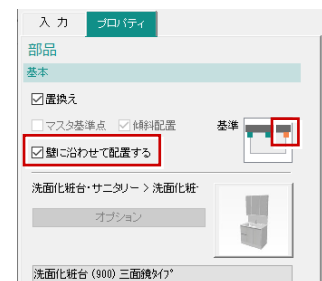 入 力　プロパティ
部品
基本
置換え
マスタ基準点　傾斜配置　基準
壁に沿わせて配置する
洗面化粧台・サニタリー > 洗面化粧
オプション
洗面化粧台 (900) 三面鏡ﾀｲﾌﾟ